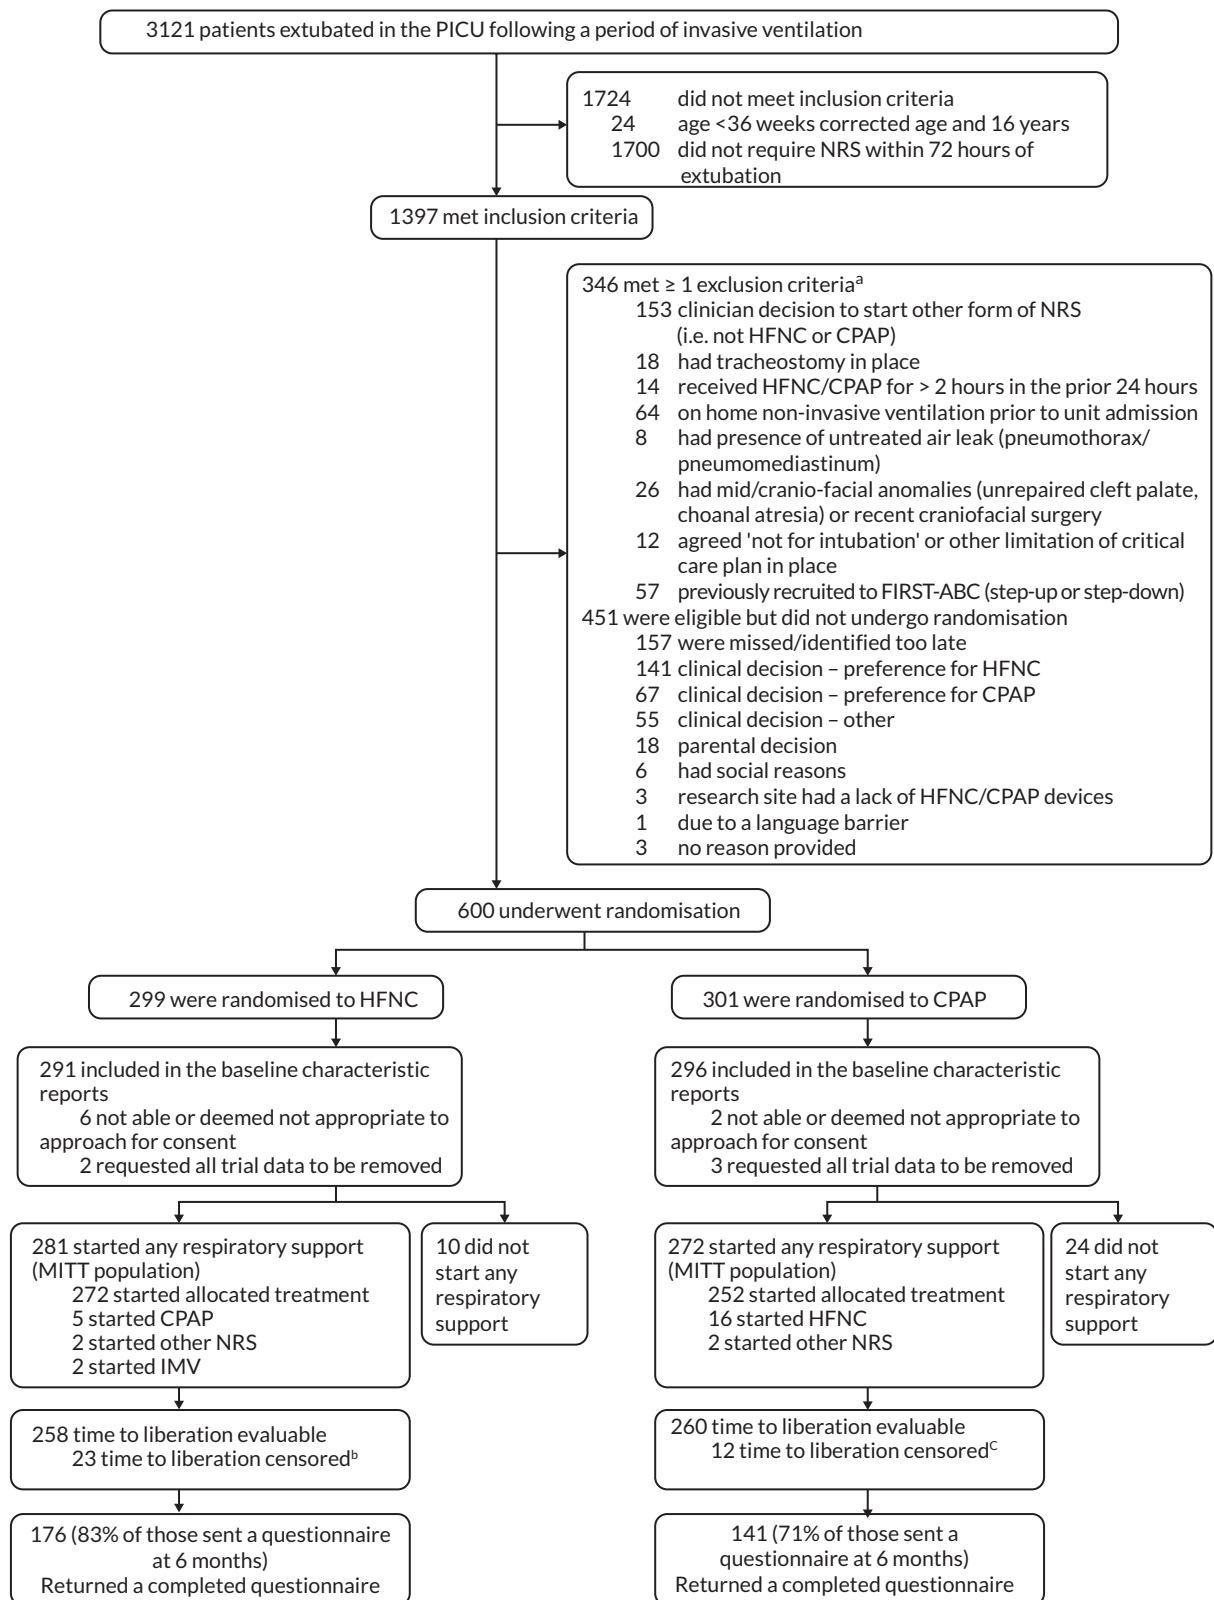 3121 patients extubated in the PICU following a period of invasive ventilation
1724 did not meet inclusion criteria
24 age <36 weeks corrected age and 16 years
1700 did not require NRS within 72 hours of
extubation
1397 met inclusion criteria
346 met ≥ 1 exclusion criteriaᵃ
153 clinician decision to start other form of NRS
(i.e. not HFNC or CPAP)
18 had tracheostomy in place
14 received HFNC/CPAP for > 2 hours in the prior 24 hours
64 on home non-invasive ventilation prior to unit admission
8 had presence of untreated air leak (pneumothorax/
pneumomediastinum)
26 had mid/cranio-facial anomalies (unrepaired cleft palate,
choanal atresia) or recent craniofacial surgery
12 agreed 'not for intubation' or other limitation of critical
care plan in place
57 previously recruited to FIRST-ABC (step-up or step-down)
451 were eligible but did not undergo randomisation
157 were missed/identified too late
141 clinical decision – preference for HFNC
67 clinical decision – preference for CPAP
55 clinical decision – other
18 parental decision
6 had social reasons
3 research site had a lack of HFNC/CPAP devices
1 due to a language barrier
3 no reason provided
600 underwent randomisation
299 were randomised to HFNC
291 included in the baseline characteristic
reports
6 not able or deemed not appropriate to
approach for consent
2 requested all trial data to be removed
281 started any respiratory support
(MITT population)
272 started allocated treatment
5 started CPAP
2 started other NRS
2 started IMV
10 did not
start any
respiratory
support
258 time to liberation evaluable
23 time to liberation censoredᵇ
176 (83% of those sent a questionnaire
at 6 months)
Returned a completed questionnaire
301 were randomised to CPAP
296 included in the baseline characteristic
reports
2 not able or deemed not appropriate to
approach for consent
3 requested all trial data to be removed
272 started any respiratory support
(MITT population)
252 started allocated treatment
16 started HFNC
2 started other NRS
24 did not
start any
respiratory
support
260 time to liberation evaluable
12 time to liberation censoredC
141 (71% of those sent a
questionnaire at 6 months)
Returned a completed questionnaire